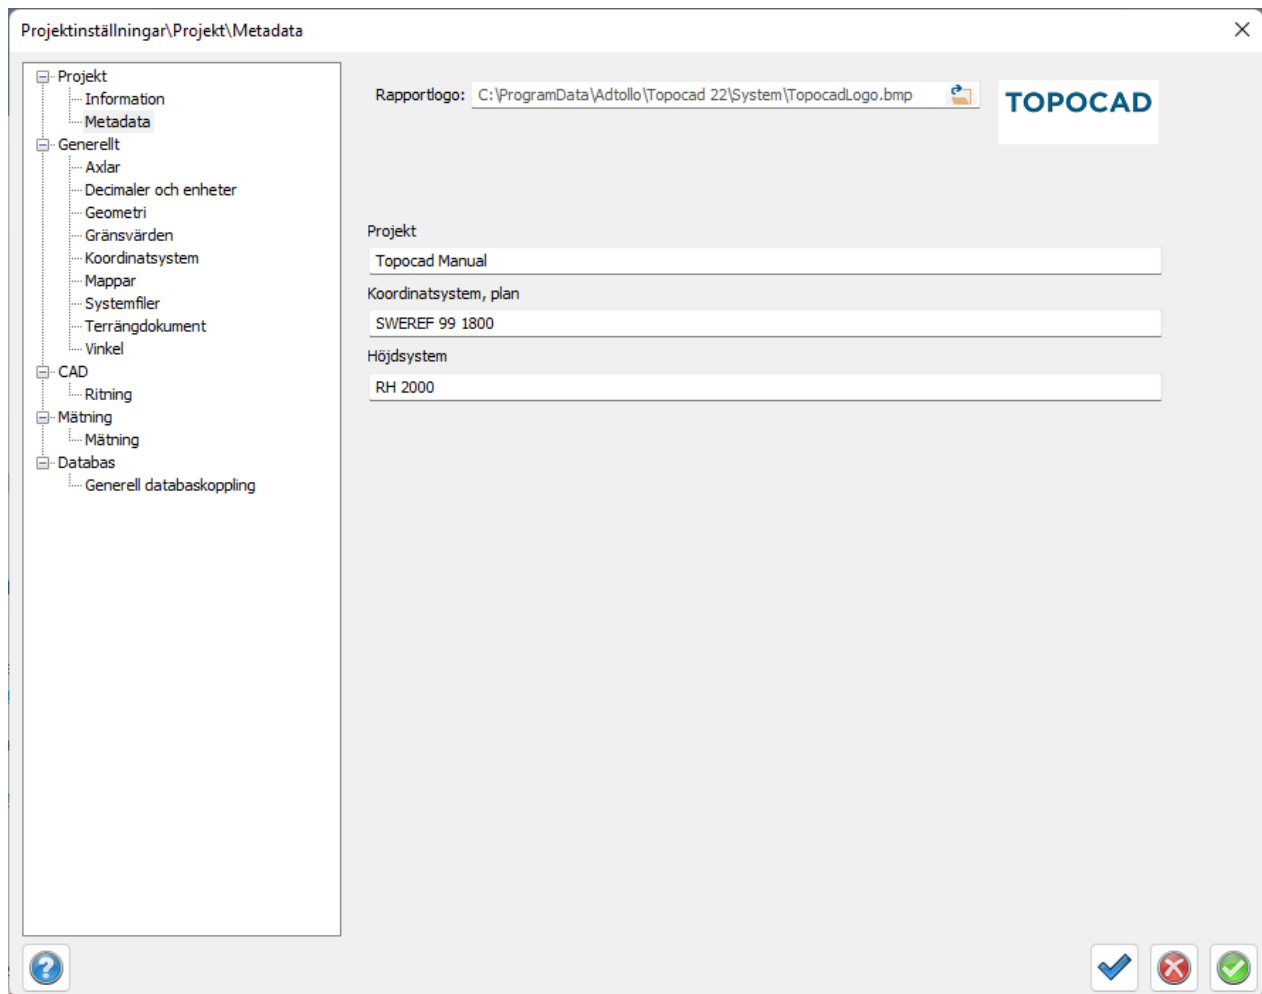 Projektinställningar\Projekt\Metadata
Projekt
Information
Metadata
Generellt
Axlar
Decimaler och enheter
Geometri
Gränsvärden
Koordinatsystem
Mappar
Systemfiler
Terrängdokument
Vinkel
CAD
Ritning
Mätning
Mätning
Databas
Generell databaskoppling
Rapportlogo: C:\ProgramData\Adtollo\Topocad 22\System\TopocadLogo.bmp
TOPOCAD
Projekt
Topocad Manual
Koordinatsystem, plan
SWEREF 99 1800
Höjdsystem
RH 2000